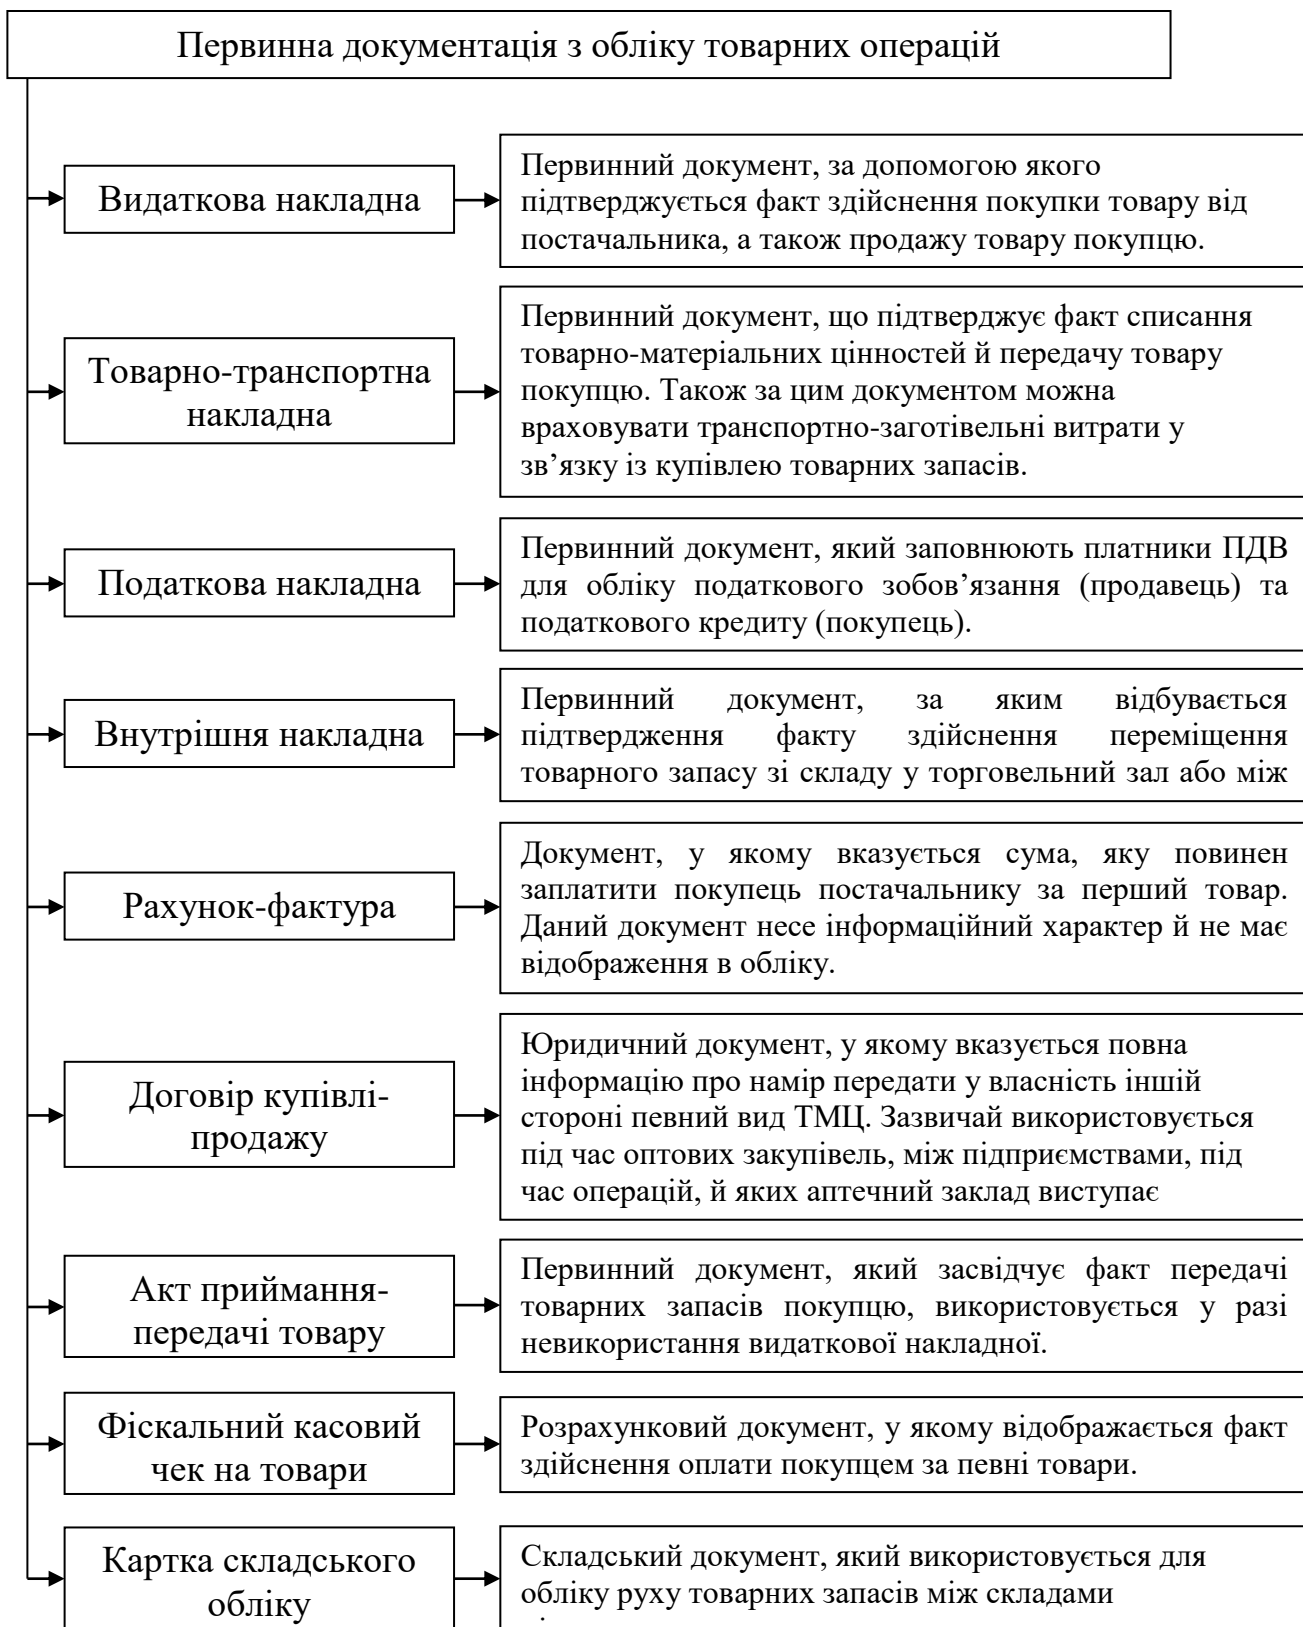 Первинна документація з обліку товарних операцій
Видаткова накладна
Первинний документ, за допомогою якого
підтверджується факт здійснення покупки товару від
постачальника, а також продажу товару покупцю.
Товарно-транспортна
накладна
Первинний документ, що підтверджує факт списання
товарно-матеріальних цінностей й передачу товару
покупцю. Також за цим документом можна
враховувати транспортно-заготівельні витрати у
зв’язку із купівлею товарних запасів.
Податкова накладна
Первинний документ, який заповнюють платники ПДВ
для обліку податкового зобов’язання (продавець) та
податкового кредиту (покупець).
Внутрішня накладна
Первинний документ, за яким відбувається
підтвердження факту здійснення переміщення
товарного запасу зі складу у торговельний зал або між
Рахунок-фактура
Документ, у якому вказується сума, яку повинен
заплатити покупець постачальнику за перший товар.
Даний документ несе інформаційний характер й не має
відображення в обліку.
Договір купівлі-
продажу
Юридичний документ, у якому вказується повна
інформацію про намір передати у власність іншій
стороні певний вид ТМЦ. Зазвичай використовується
під час оптових закупівель, між підприємствами, під
час операцій, й яких аптечний заклад виступає
Акт приймання-
передачі товару
Первинний документ, який засвідчує факт передачі
товарних запасів покупцю, використовується у разі
невикористання видаткової накладної.
Фіскальний касовий
чек на товари
Розрахунковий документ, у якому відображається факт
здійснення оплати покупцем за певні товари.
Картка складського
обліку
Складський документ, який використовується для
обліку руху товарних запасів між складами